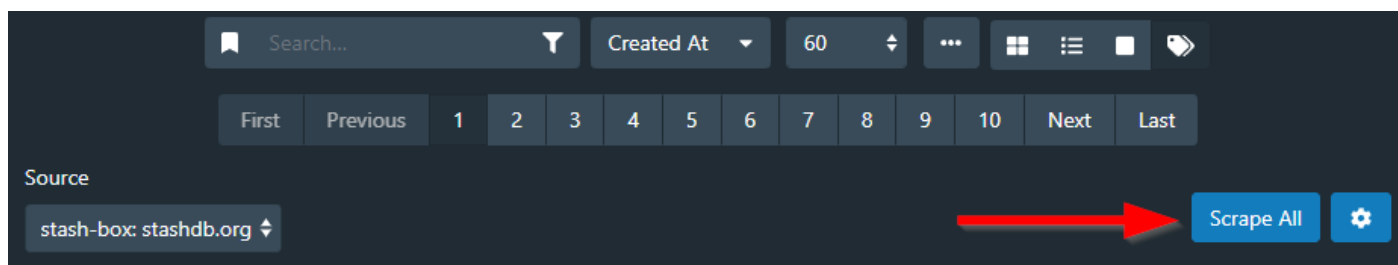 Search... Created At 60 •••
First Previous 1 2 3 4 5 6 7 8 9 10 Next Last
Source
stash-box: stashdb.org Scrape All